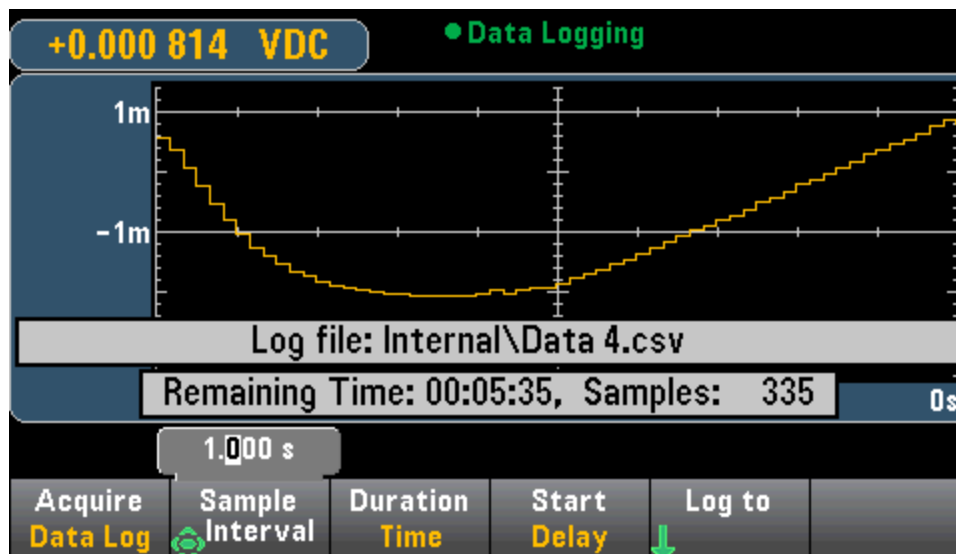 +0.000 814 VDC
Data Logging
1m
-1m
Log file: Internal\Data 4.csv
Remaining Time: 00:05:35, Samples: 335
0s
1.000 s
Acquire
Data Log
Sample
Interval
Duration
Time
Start
Delay
Log to